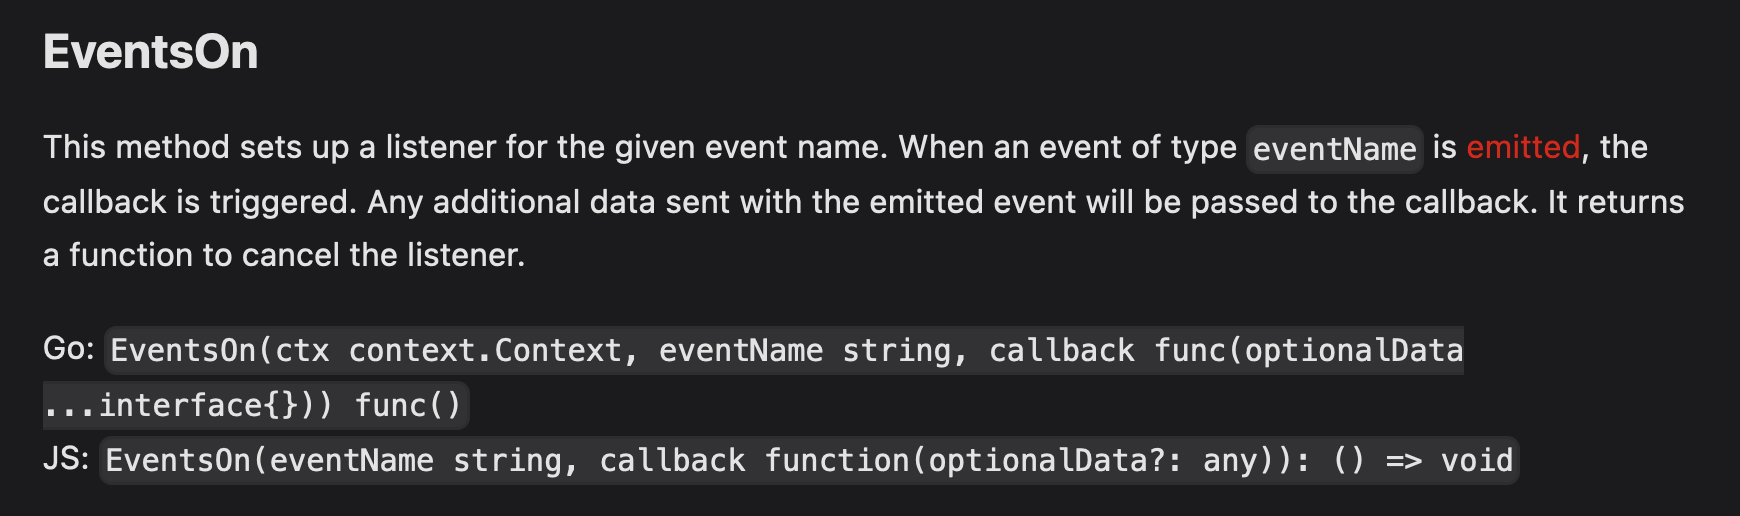 EventsOn
This method sets up a listener for the given event name. When an event of type eventName is emitted, the
callback is triggered. Any additional data sent with the emitted event will be passed to the callback. It returns
a function to cancel the listener.
Go: EventsOn(ctx context.Context, eventName string, callback func(optionalData
...interface{})) func()
JS: EventsOn(eventName string, callback function(optionalData?: any)): () => void